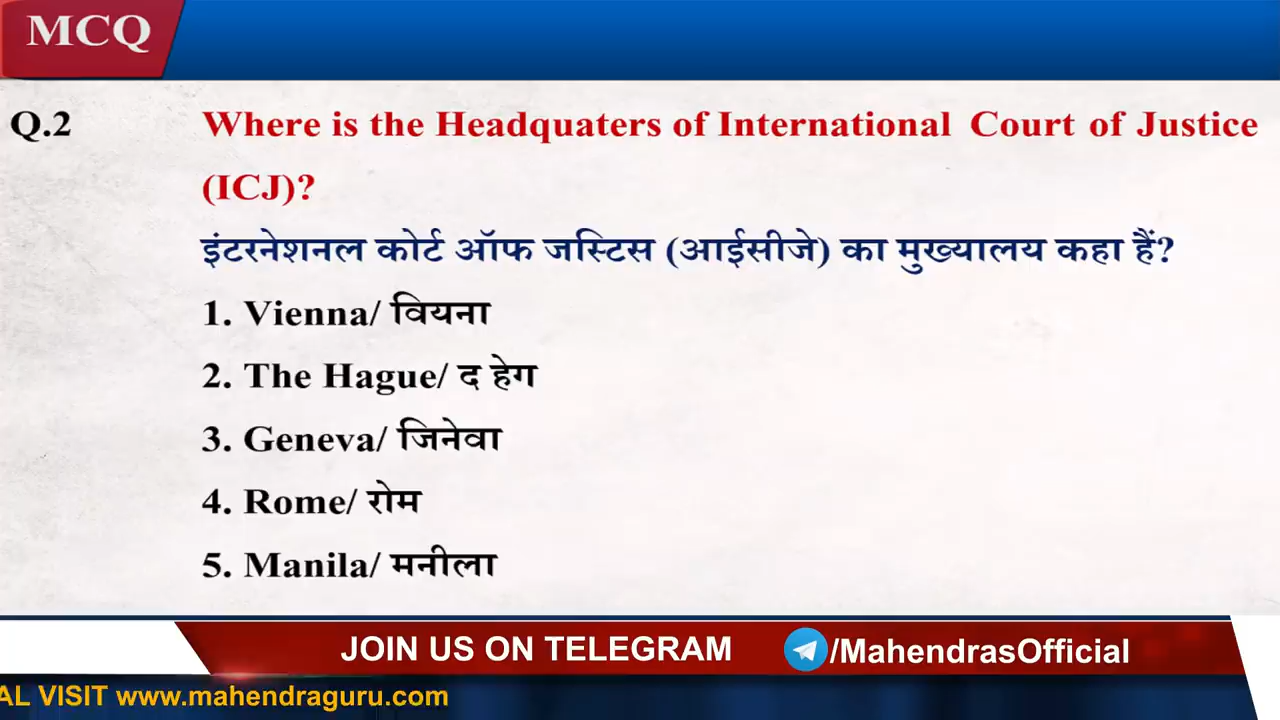 MCQ
Q.2 Where is the Headquaters of International Court of Justice
(ICJ)?
इंटरनेशनल कोर्ट ऑफ जस्टिस (आईसीजे) का मुख्यालय कहा हैं?
1. Vienna/ वियना
2. The Hague/ द हेग
3. Geneva/ जिनेवा
4. Rome/ रोम
5. Manila/ मनीला
JOIN US ON TELEGRAM /MahendrasOfficial
AL VISIT www.mahendraguru.com